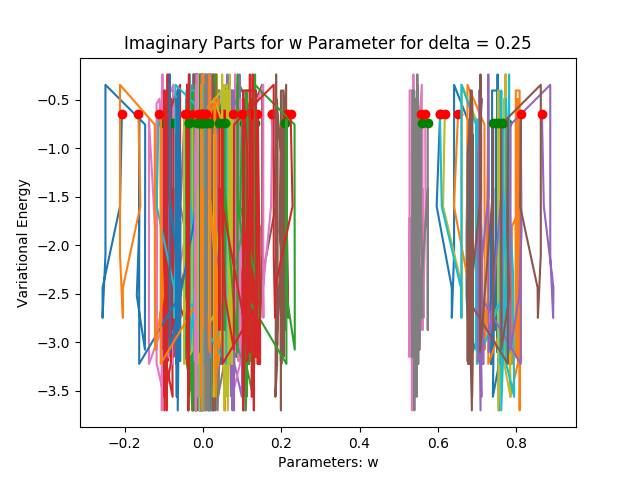 Imaginary Parts for w Parameter for delta = 0.25
−0.5
−1.0
−1.5
−2.0
−2.5
−3.0
−3.5
Variational Energy
−0.2 0.0 0.2 0.4 0.6 0.8
Parameters: w